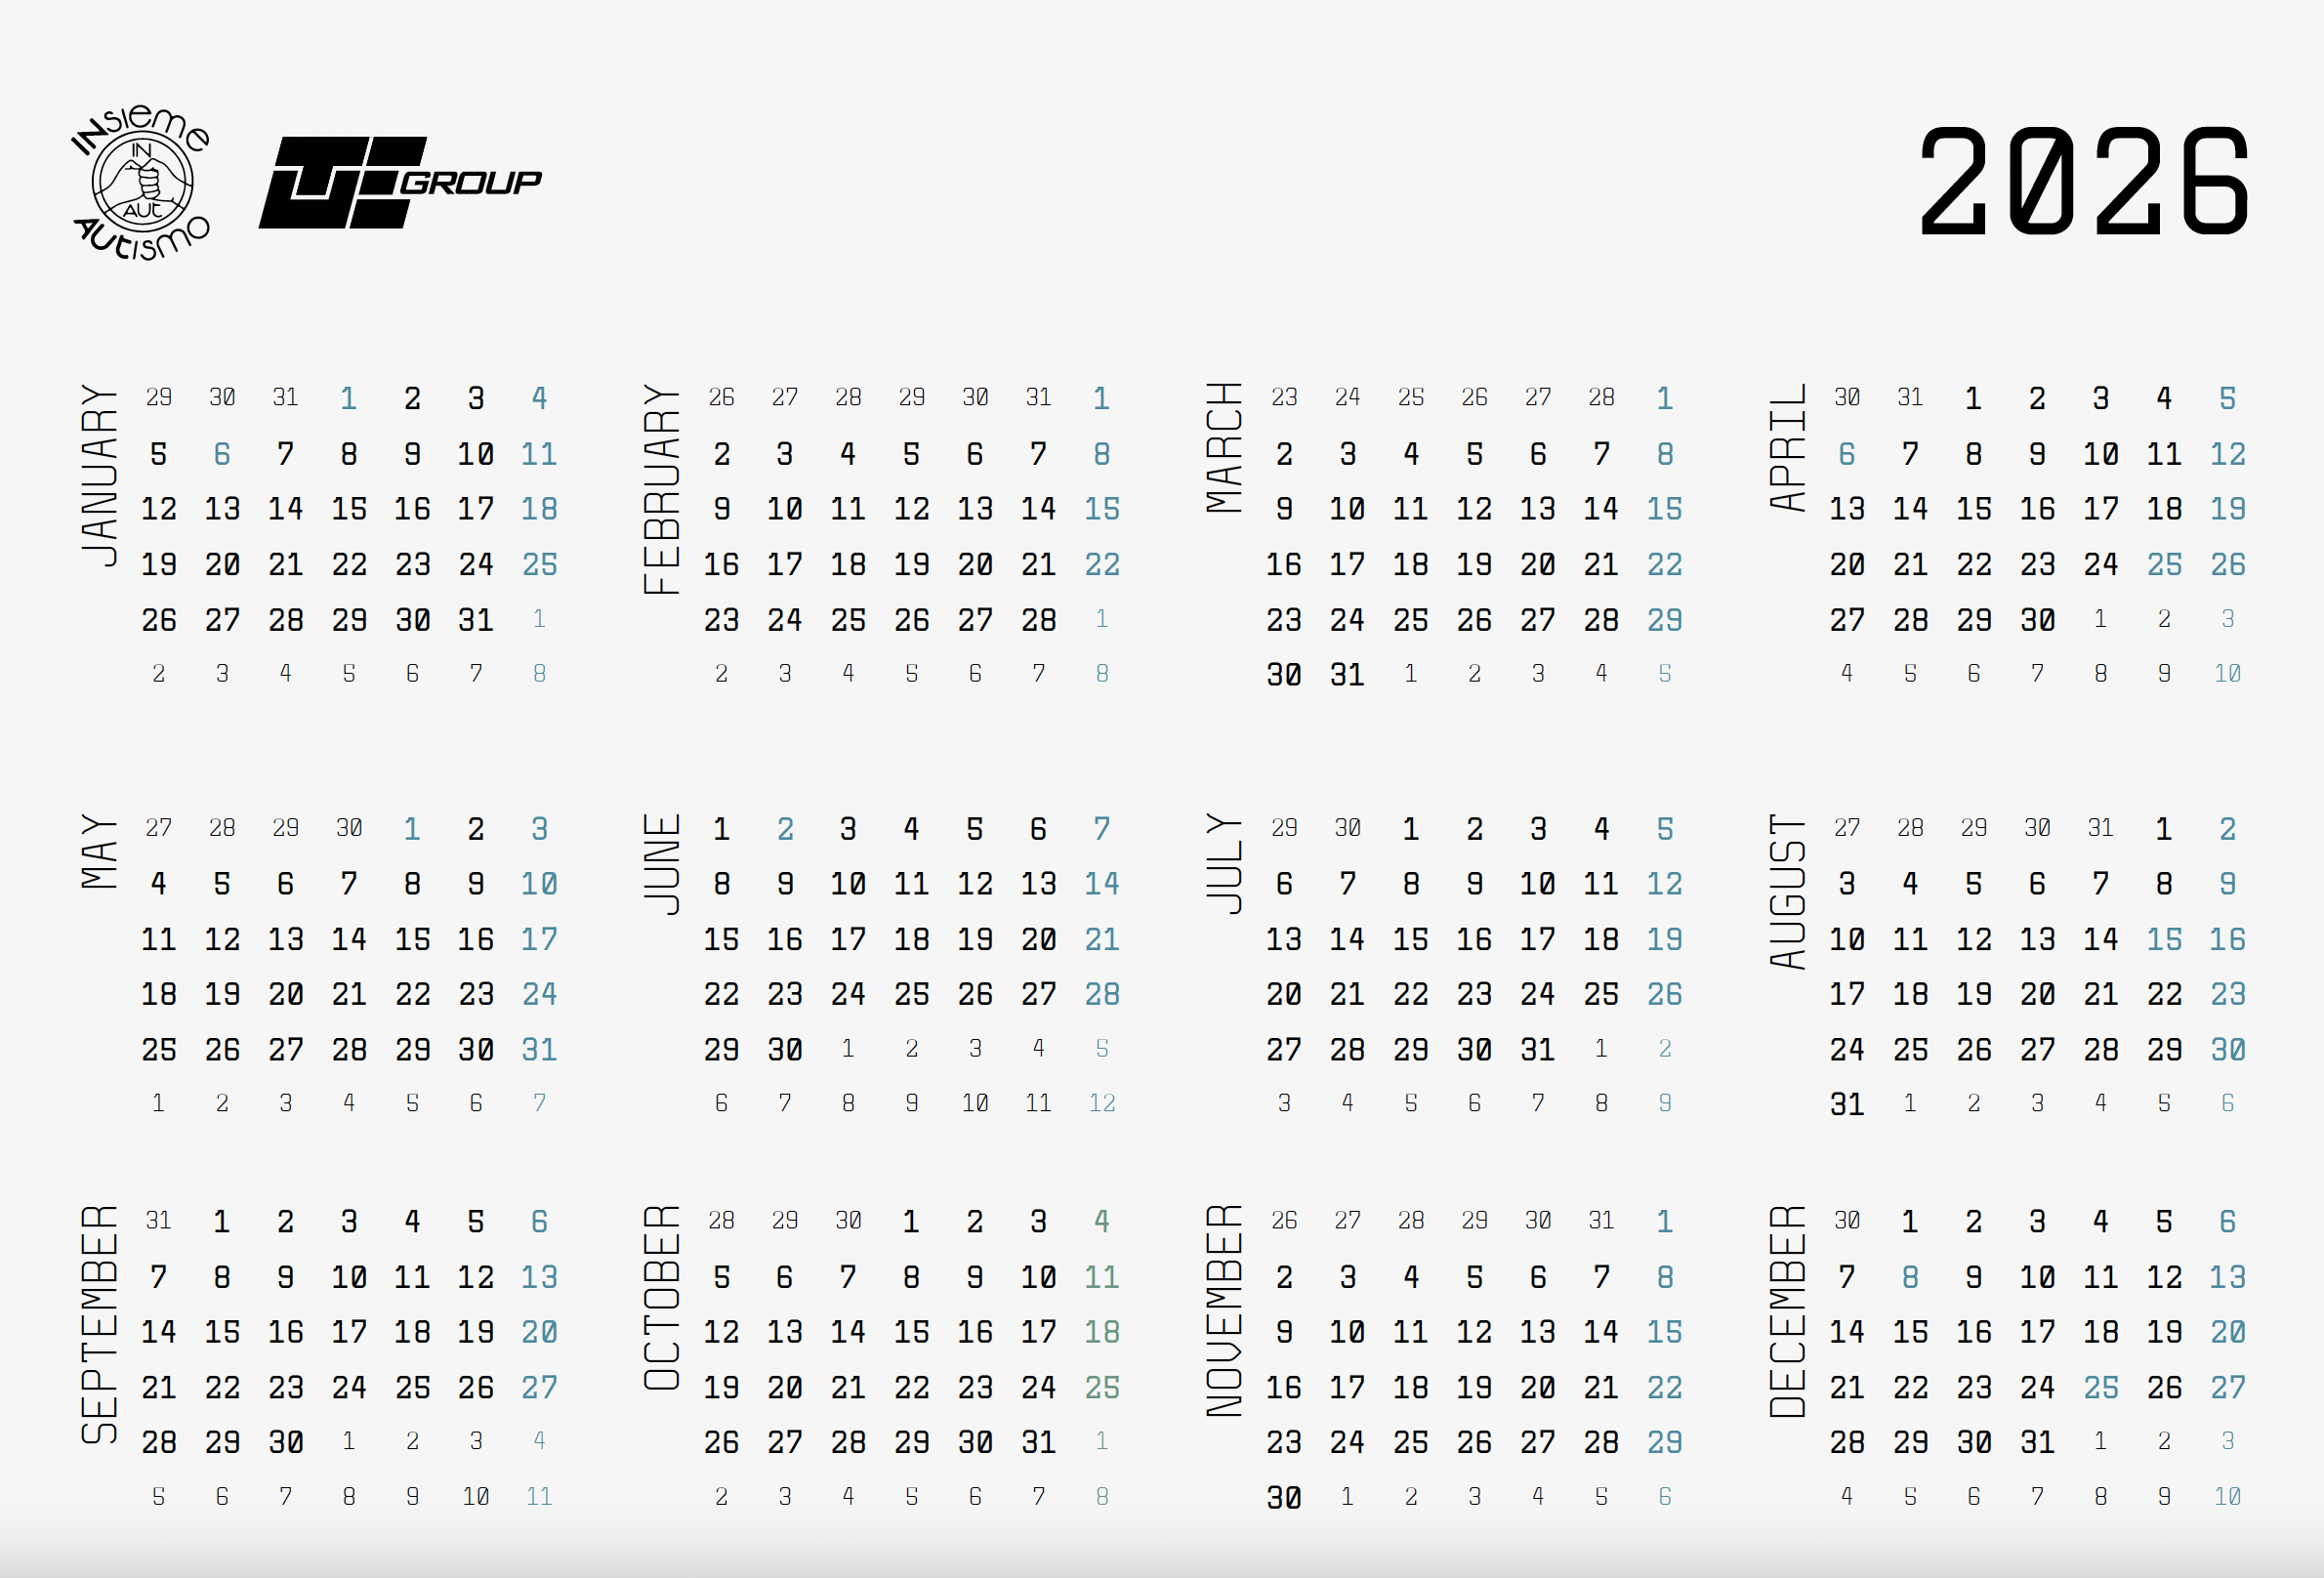 INsieme
IN
AUT
AUtismo
GROUP
2026
JANUARY
29 30 31 1 2 3 4
5 6 7 8 9 10 11
12 13 14 15 16 17 18
19 20 21 22 23 24 25
26 27 28 29 30 31 1
2 3 4 5 6 7 8
FEBRUARY
26 27 28 29 30 31 1
2 3 4 5 6 7 8
9 10 11 12 13 14 15
16 17 18 19 20 21 22
23 24 25 26 27 28 1
2 3 4 5 6 7 8
MARCH
23 24 25 26 27 28 1
2 3 4 5 6 7 8
9 10 11 12 13 14 15
16 17 18 19 20 21 22
23 24 25 26 27 28 29
30 31 1 2 3 4 5
APRIL
30 31 1 2 3 4 5
6 7 8 9 10 11 12
13 14 15 16 17 18 19
20 21 22 23 24 25 26
27 28 29 30 1 2 3
4 5 6 7 8 9 10
MAY
27 28 29 30 1 2 3
4 5 6 7 8 9 10
11 12 13 14 15 16 17
18 19 20 21 22 23 24
25 26 27 28 29 30 31
1 2 3 4 5 6 7
JUNE
1 2 3 4 5 6 7
8 9 10 11 12 13 14
15 16 17 18 19 20 21
22 23 24 25 26 27 28
29 30 1 2 3 4 5
6 7 8 9 10 11 12
JULY
29 30 1 2 3 4 5
6 7 8 9 10 11 12
13 14 15 16 17 18 19
20 21 22 23 24 25 26
27 28 29 30 31 1 2
3 4 5 6 7 8 9
AUGUST
27 28 29 30 31 1 2
3 4 5 6 7 8 9
10 11 12 13 14 15 16
17 18 19 20 21 22 23
24 25 26 27 28 29 30
31 1 2 3 4 5 6
SEPTEMBER
31 1 2 3 4 5 6
7 8 9 10 11 12 13
14 15 16 17 18 19 20
21 22 23 24 25 26 27
28 29 30 1 2 3 4
5 6 7 8 9 10 11
OCTOBER
28 29 30 1 2 3 4
5 6 7 8 9 10 11
12 13 14 15 16 17 18
19 20 21 22 23 24 25
26 27 28 29 30 31 1
2 3 4 5 6 7 8
NOVEMBER
26 27 28 29 30 31 1
2 3 4 5 6 7 8
9 10 11 12 13 14 15
16 17 18 19 20 21 22
23 24 25 26 27 28 29
30 1 2 3 4 5 6
DECEMBER
30 1 2 3 4 5 6
7 8 9 10 11 12 13
14 15 16 17 18 19 20
21 22 23 24 25 26 27
28 29 30 31 1 2 3
4 5 6 7 8 9 10